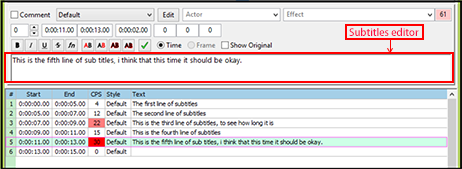 Comment Default Edit Actor Effect 61
0 0:00:11.00 0:00:13.00 0:00:02.00 0 0 0
B I U S fn AB AB AB AB Time Frame Show Original
Subtitles editor
This is the fifth line of sub titles, i think that this time it should be okay.
# Start End CPS Style Default Text
1 0:00:00.00 0:00:05.00 4 Default The first line of subtitles
2 0:00:05.00 0:00:07.00 12 Default The second line of subtitles
3 0:00:07.00 0:00:09.00 22 Default This is the third line of subtitles, to see how long it is
4 0:00:09.00 0:00:11.00 15 Default This is the fourth line of subtitles
5 0:00:11.00 0:00:13.00 30 Default This is the fifth line of sub titles, i think that this time it should be okay.
6 0:00:13.00 0:00:15.00 0 Default